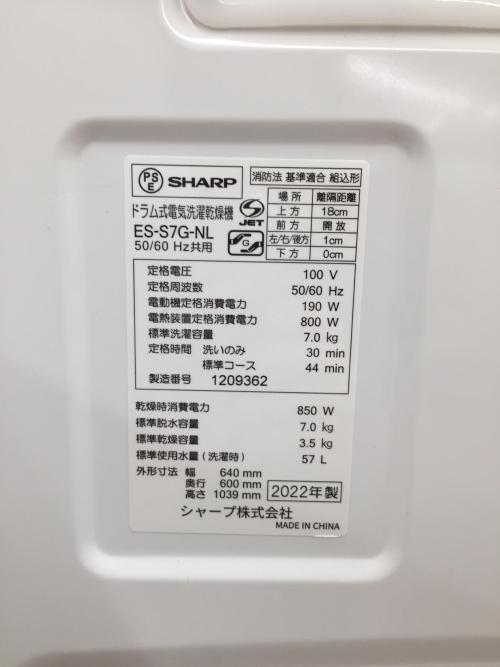 PS E SHARP
消防法 基準適合 組込形
ドラム式電気洗濯乾燥機
S JET
ES-S7G-NL
G
50/60 Hz共用
場所 離隔距離
上方 18cm
前方 開放
左/右/後方 1cm
下方 0cm
定格電圧 100 V
定格周波数 50/60 Hz
電動機定格消費電力 190 W
電熱装置定格消費電力 800 W
標準洗濯容量 7.0 kg
定格時間 洗いのみ 30 min
標準コース 44 min
製造番号 1209362
乾燥時消費電力 850 W
標準脱水容量 7.0 kg
標準乾燥容量 3.5 kg
標準使用水量(洗濯時) 57 L
外形寸法 幅 640 mm
奥行 600 mm
高さ 1039 mm
2022年製
シャープ株式会社
MADE IN CHINA